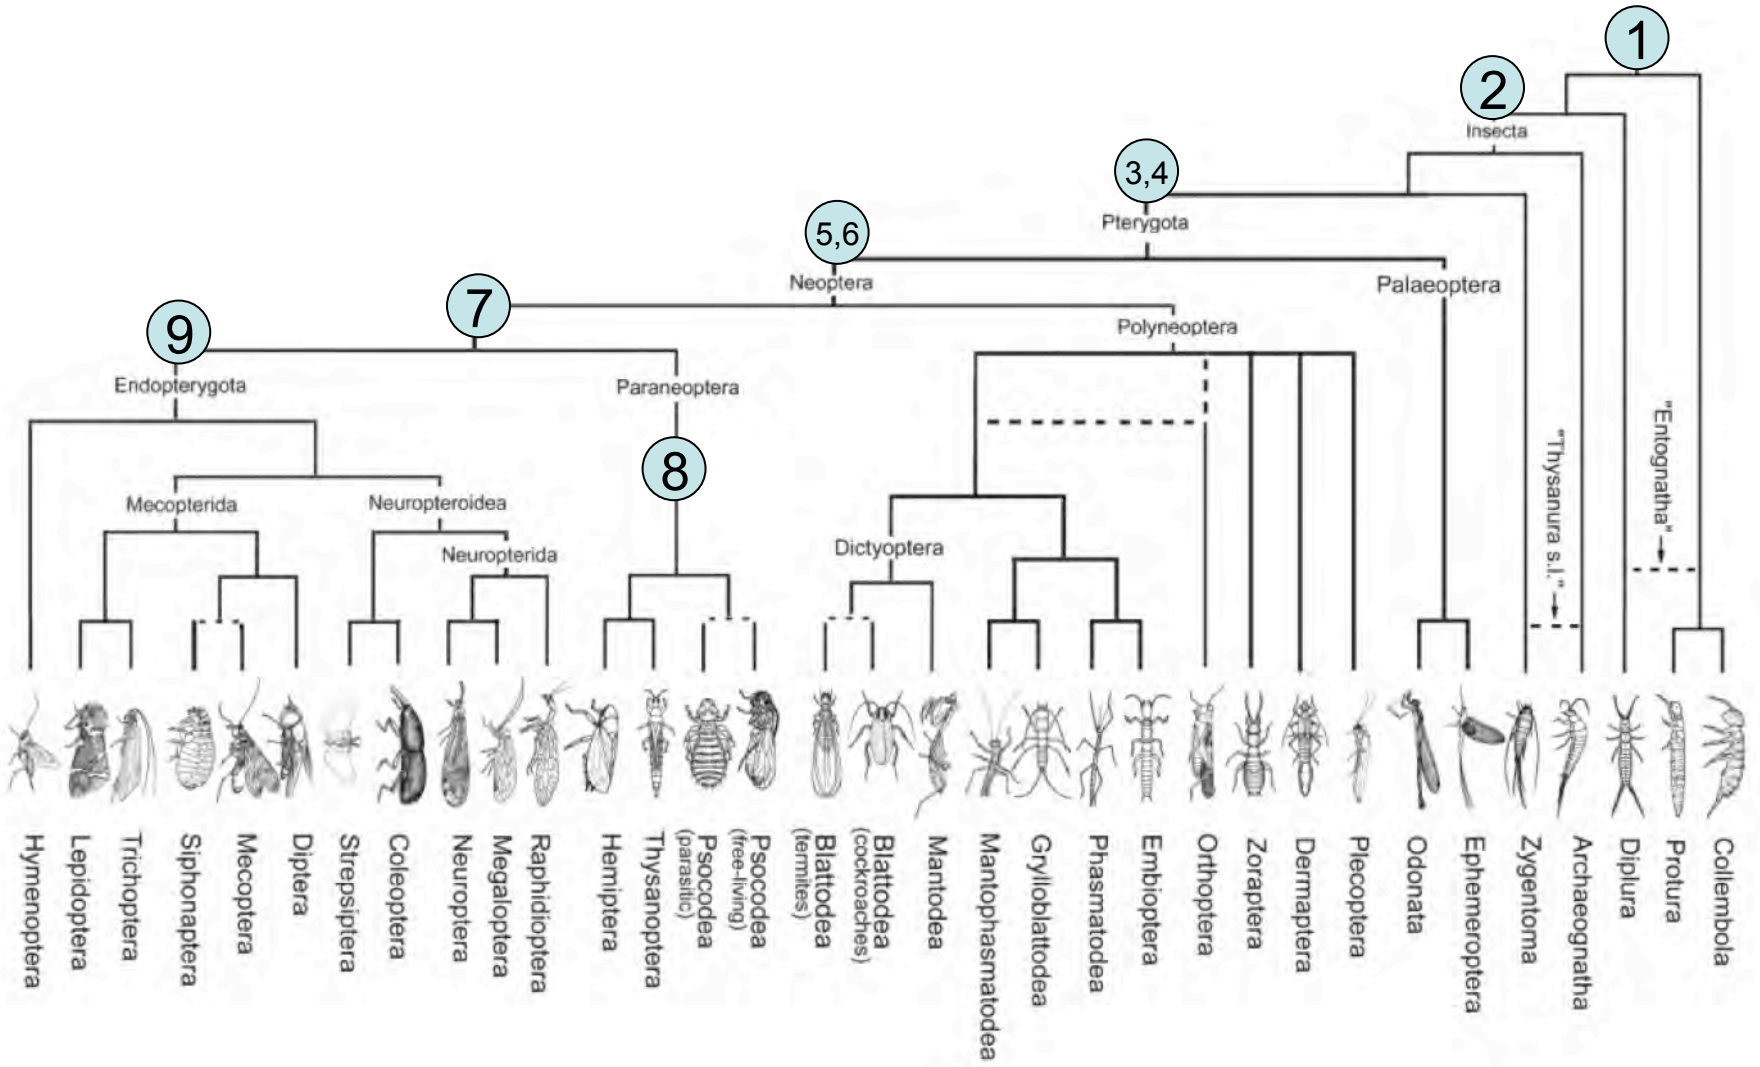 1
2
Insecta
3,4
Pterygota
5,6
Neoptera
Palaeoptera
7
Polyneoptera
9
Endopterygota
Paraneoptera
8
"Thysanura s.l."
"Entognatha"
Mecopterida
Neuropteroidea
Neuropterida
Dictyoptera
Hymenoptera
Lepidoptera
Trichoptera
Siphonaptera
Mecoptera
Diptera
Strepsiptera
Coleoptera
Neuroptera
Megaloptera
Raphidioptera
Hemiptera
Thysanoptera
Psocodea
(parasitic)
Psocodea
(free-living)
Blattodea
(termites)
Blattodea
(cockroaches)
Mantodea
Mantophasmatodea
Grylloblattodea
Phasmatodea
Embioptera
Orthoptera
Zoraptera
Dermaptera
Plecoptera
Odonata
Ephemeroptera
Zygentoma
Archaeognatha
Diplura
Protura
Collembola